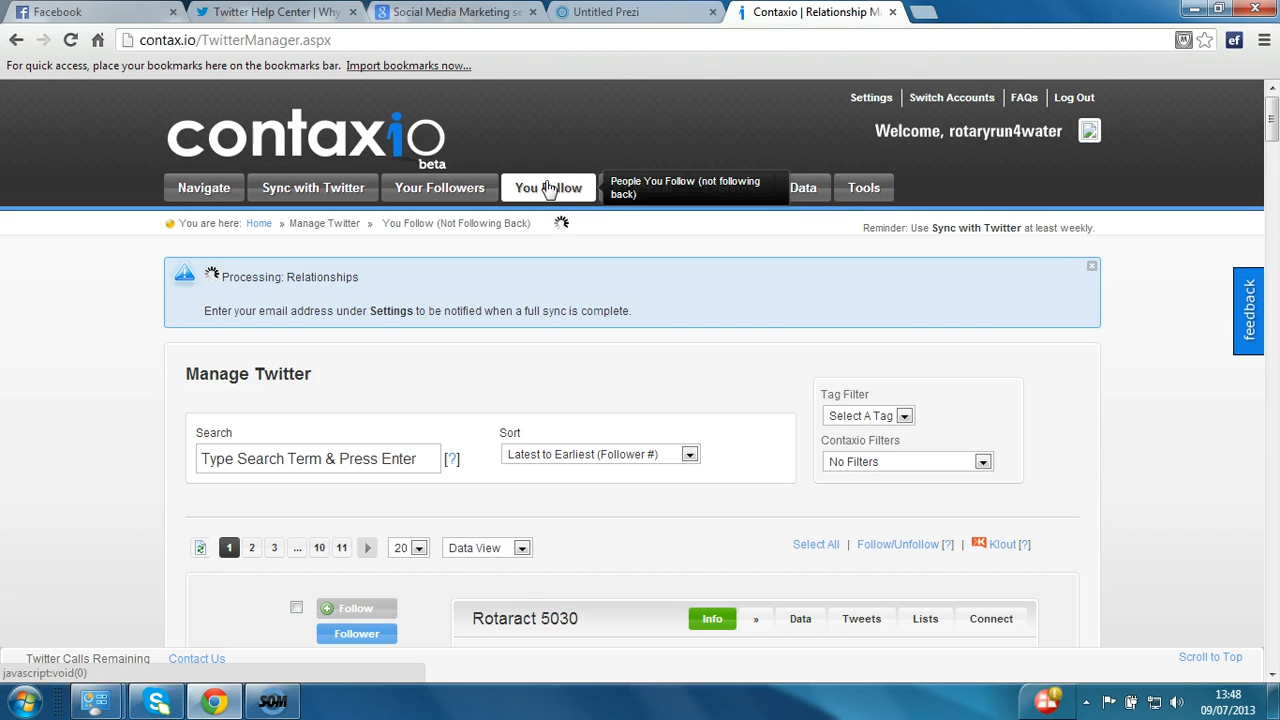 Facebook
Twitter Help Center | Why
Social Media Marketing se
Untitled Prezi
Contaxio | Relationship M
contax.io/TwitterManager.aspx
For quick access, place your bookmarks here on the bookmarks bar. Import bookmarks now...
Settings | Switch Accounts | FAQs | Log Out
contaxio
beta
Welcome, rotaryrun4water
Navigate
Sync with Twitter
Your Followers
You Follow
People You Follow (not following back)
Data
Tools
You are here: Home » Manage Twitter » You Follow (Not Following Back)
Reminder: Use Sync with Twitter at least weekly.
Processing: Relationships
Enter your email address under Settings to be notified when a full sync is complete.
feedback
Manage Twitter
Tag Filter
Select A Tag
Search
Sort
Contaxio Filters
Type Search Term & Press Enter [?]
Latest to Earliest (Follower #)
No Filters
1 2 3 ... 10 11
20
Data View
Select All | Follow/Unfollow [?] | Klout [?]
Follow
Follower
Rotaract 5030
Info » Data Tweets Lists Connect
Twitter Calls Remaining
Contact Us
Scroll to Top
javascript:void(0)
SOM
13:48
09/07/2013